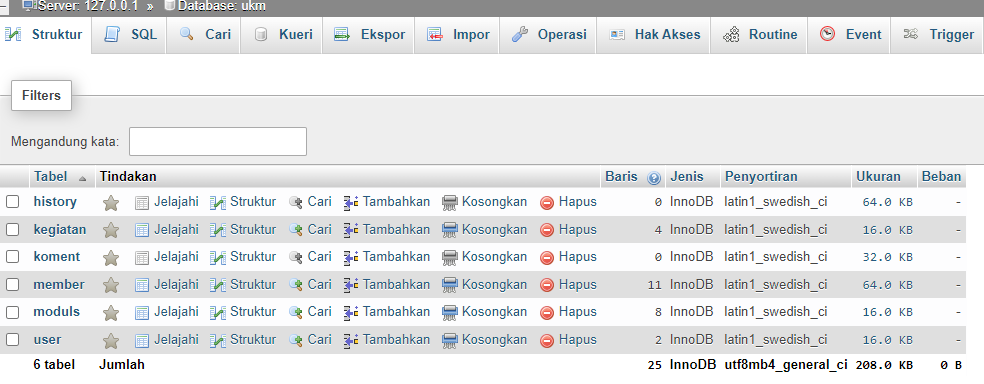 Server: 127.0.0.1 » Database: ukm
Struktur SQL Cari Kueri Ekspor Impor Operasi Hak Akses Routine Event Trigger
Filters
Mengandung kata:
Tabel Tindakan Baris Jenis Penyortiran Ukuran Beban
history Jelajahi Struktur Cari Tambahkan Kosongkan Hapus 0 InnoDB latin1_swedish_ci 64.0 KB -
kegiatan Jelajahi Struktur Cari Tambahkan Kosongkan Hapus 4 InnoDB latin1_swedish_ci 16.0 KB -
koment Jelajahi Struktur Cari Tambahkan Kosongkan Hapus 0 InnoDB latin1_swedish_ci 32.0 KB -
member Jelajahi Struktur Cari Tambahkan Kosongkan Hapus 11 InnoDB latin1_swedish_ci 64.0 KB -
moduls Jelajahi Struktur Cari Tambahkan Kosongkan Hapus 8 InnoDB latin1_swedish_ci 16.0 KB -
user Jelajahi Struktur Cari Tambahkan Kosongkan Hapus 2 InnoDB latin1_swedish_ci 16.0 KB -
6 tabel Jumlah 25 InnoDB utf8mb4_general_ci 208.0 KB 0 B